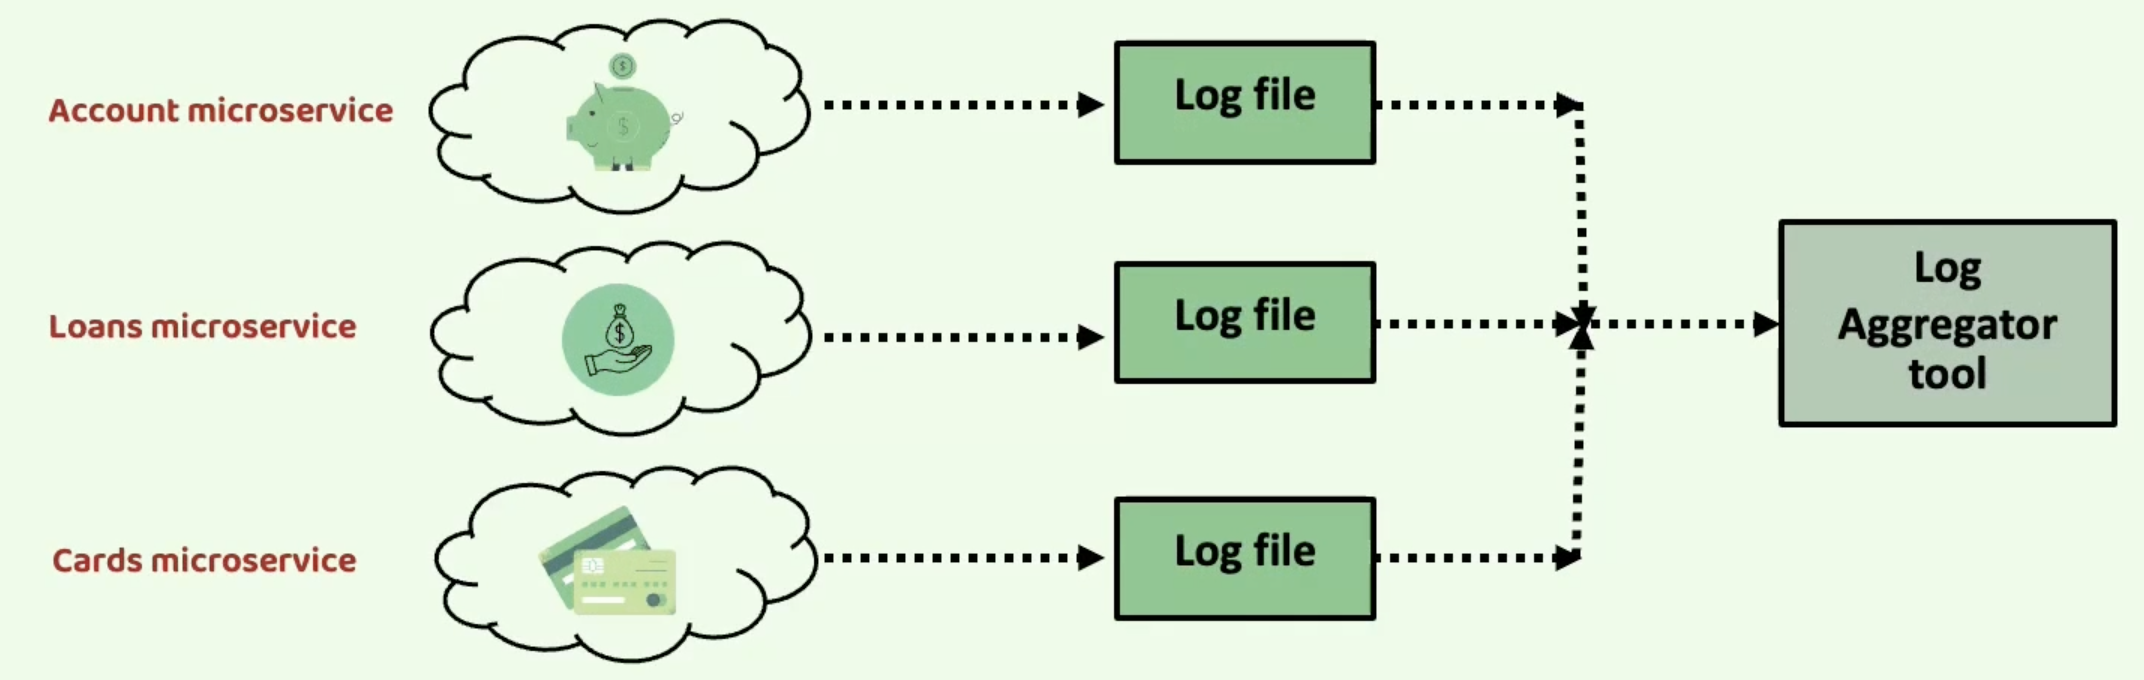 Account microservice
Log file
Loans microservice
Log file
Log
Aggregator
tool
Cards microservice
Log file